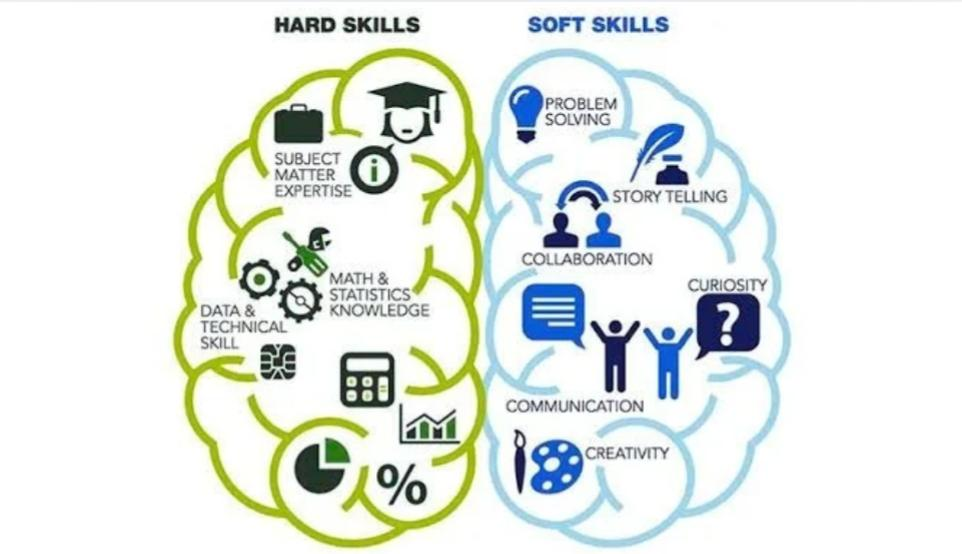 HARD SKILLS
SOFT SKILLS
SUBJECT
MATTER
EXPERTISE
i
MATH &
STATISTICS
KNOWLEDGE
DATA &
TECHNICAL
SKILL
%
PROBLEM
SOLVING
STORY TELLING
COLLABORATION
CURIOSITY
?
COMMUNICATION
CREATIVITY